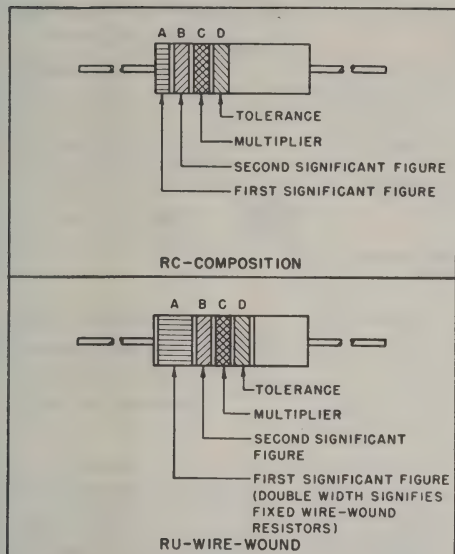 A B C D
TOLERANCE
MULTIPLIER
SECOND SIGNIFICANT FIGURE
FIRST SIGNIFICANT FIGURE
RC-COMPOSITION
A B C D
TOLERANCE
MULTIPLIER
SECOND SIGNIFICANT
FIGURE
FIRST SIGNIFICANT FIGURE
(DOUBLE WIDTH SIGNIFIES
FIXED WIRE-WOUND
RESISTORS)
RU-WIRE-WOUND